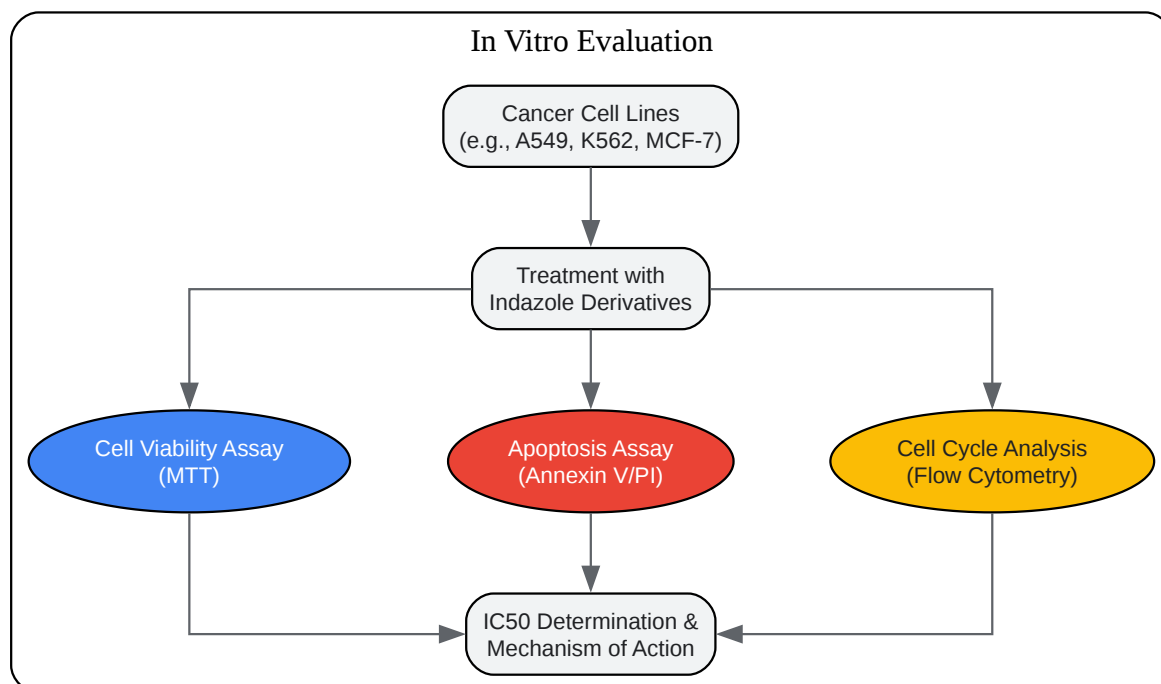 In Vitro Evaluation
Cancer Cell Lines
(e.g., A549, K562, MCF-7)
Treatment with
Indazole Derivatives
Cell Viability Assay
(MTT)
Apoptosis Assay
(Annexin V/PI)
Cell Cycle Analysis
(Flow Cytometry)
IC50 Determination &
Mechanism of Action